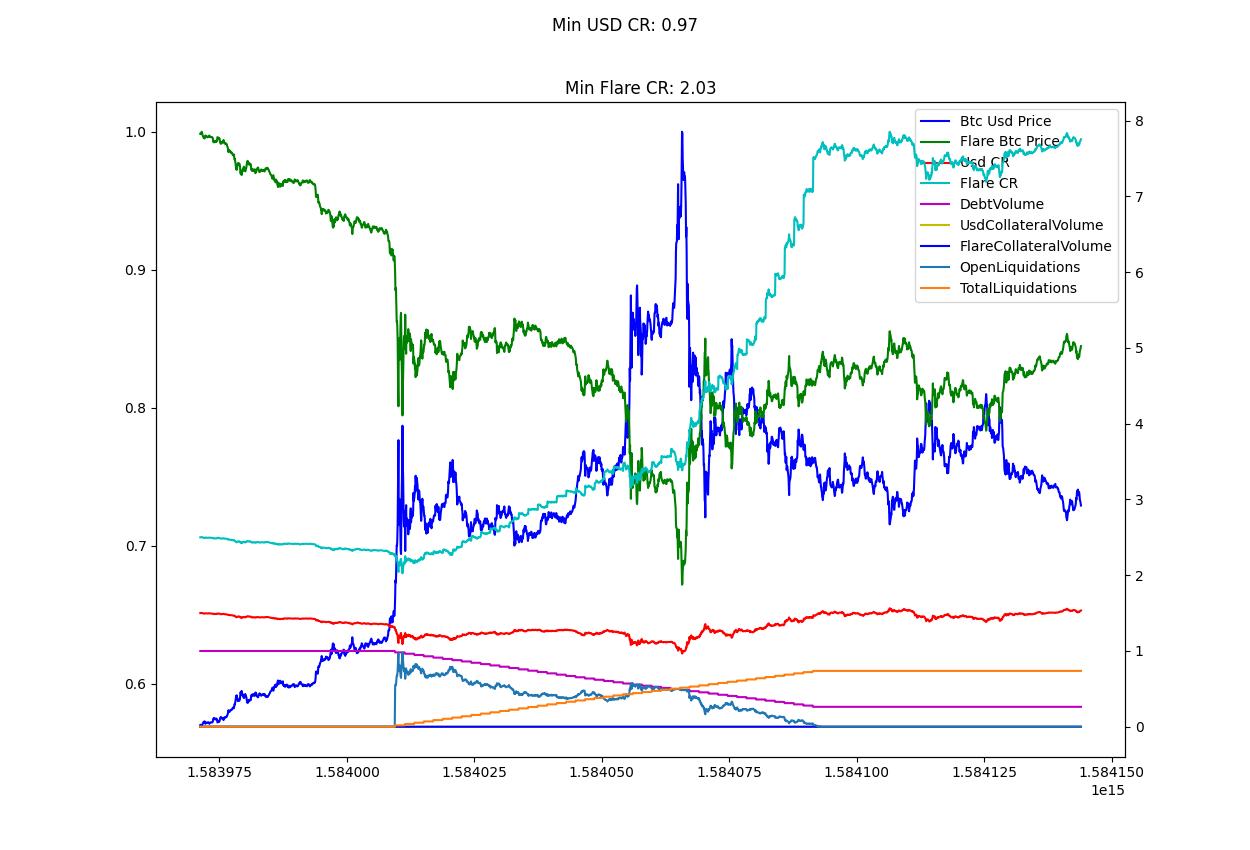 Min USD CR: 0.97
Min Flare CR: 2.03
1.0
0.9
0.8
0.7
0.6
8
7
6
5
4
3
2
1
0
Btc Usd Price
Flare Btc Price
Usd CR
Flare CR
DebtVolume
UsdCollateralVolume
FlareCollateralVolume
OpenLiquidations
TotalLiquidations
1.583975 1.584000 1.584025 1.584050 1.584075 1.584100 1.584125 1.584150
1e15